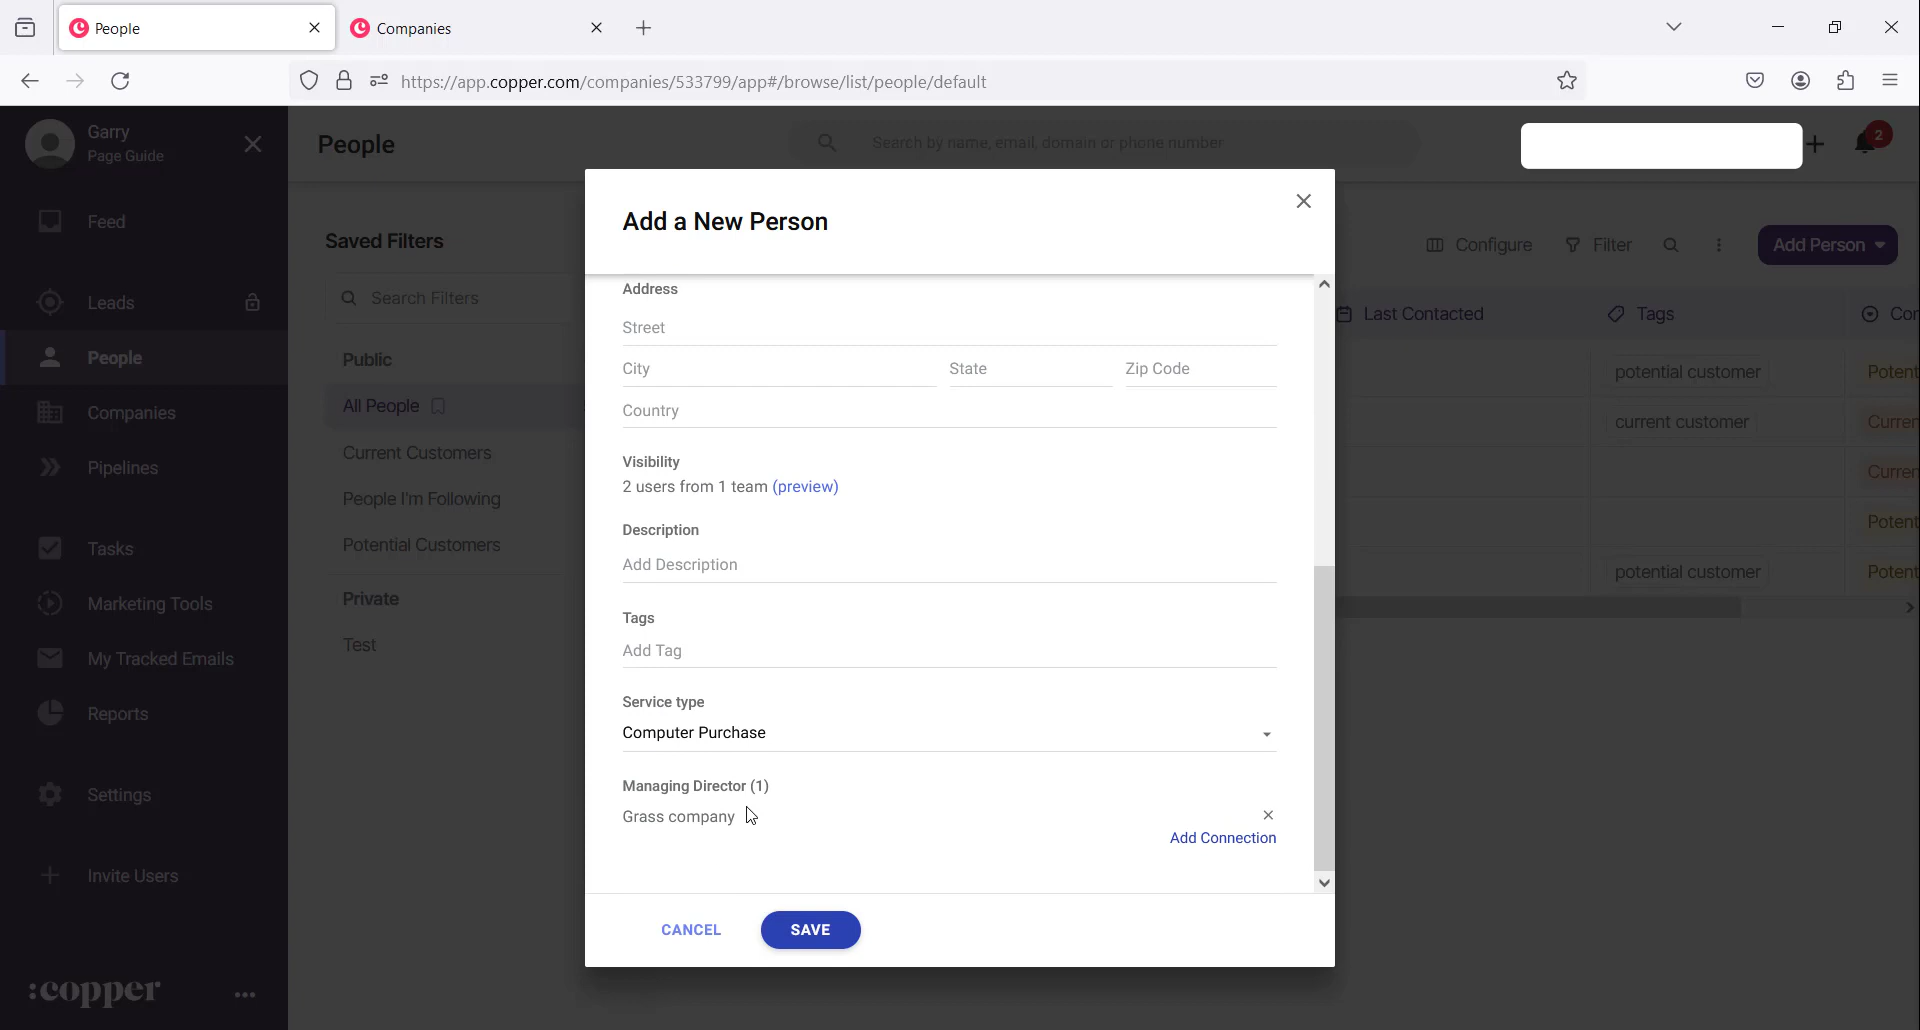 People
Companies
https://app.copper.com/companies/533799/app#/browse/list/people/default
Garry
Page Guide
People
Search by name, email, domain or phone number
2
Feed
Leads
People
Companies
Pipelines
Tasks
Marketing Tools
My Tracked Emails
Reports
Settings
Invite Users
:copper
Saved Filters
Search Filters
Public
All People
Current Customers
People I'm Following
Potential Customers
Private
Test
Configure
Filter
Add Person
Last Contacted
Tags
Con
potential customer
Potent
current customer
Curren
Curren
Potent
potential customer
Potent
Add a New Person
Address
Street
City
State
Zip Code
Country
Visibility
2 users from 1 team (preview)
Description
Add Description
Tags
Add Tag
Service type
Computer Purchase
Managing Director (1)
Grass company
Add Connection
CANCEL
SAVE